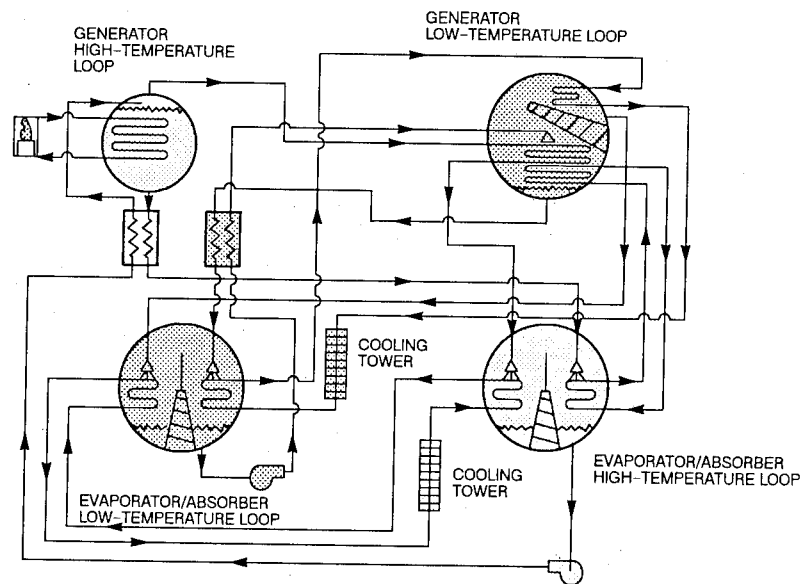 GENERATOR
HIGH-TEMPERATURE
LOOP
GENERATOR
LOW-TEMPERATURE LOOP
COOLING
TOWER
COOLING
TOWER
EVAPORATOR/ABSORBER
LOW-TEMPERATURE LOOP
EVAPORATOR/ABSORBER
HIGH-TEMPERATURE LOOP